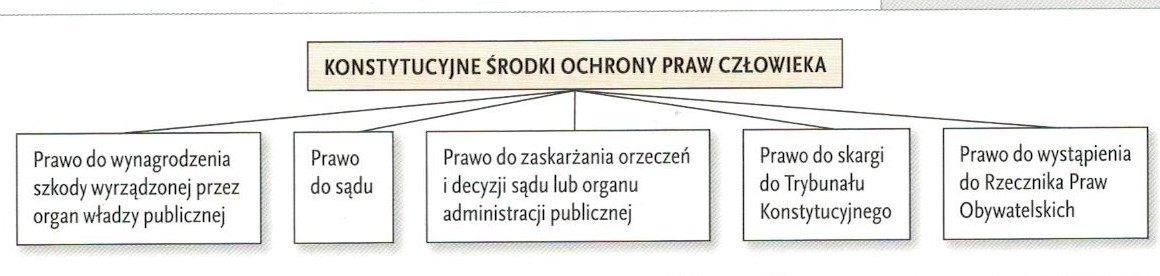 KONSTYTUCYJNE ŚRODKI OCHRONY PRAW CZŁOWIEKA
Prawo do wynagrodzenia
szkody wyrządzonej przez
organ władzy publicznej
Prawo
do sądu
Prawo do zaskarżania orzeczeń
i decyzji sądu lub organu
administracji publicznej
Prawo do skargi
do Trybunału
Konstytucyjnego
Prawo do wystąpienia
do Rzecznika Praw
Obywatelskich